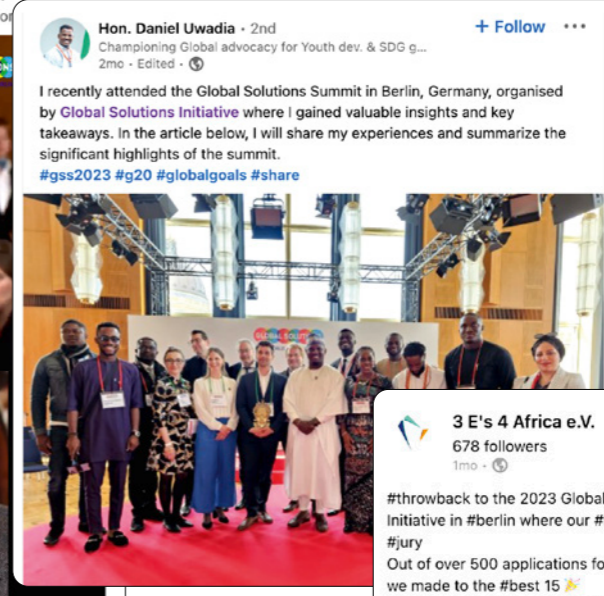 Hon. Daniel Uwadia • 2nd
+ Follow •••
Championing Global advocacy for Youth dev. & SDG g...
2mo • Edited •
I recently attended the Global Solutions Summit in Berlin, Germany, organised
by Global Solutions Initiative where I gained valuable insights and key
takeaways. In the article below, I will share my experiences and summarize the
significant highlights of the summit.
#gss2023 #g20 #globalgoals #share
GLOBAL SOLUTIONS
3 E's 4 Africa e.V.
678 followers
1mo •
#throwback to the 2023 Global
Initiative in #berlin where our #
#jury
Out of over 500 applications fo
we made to the #best 15 🎉